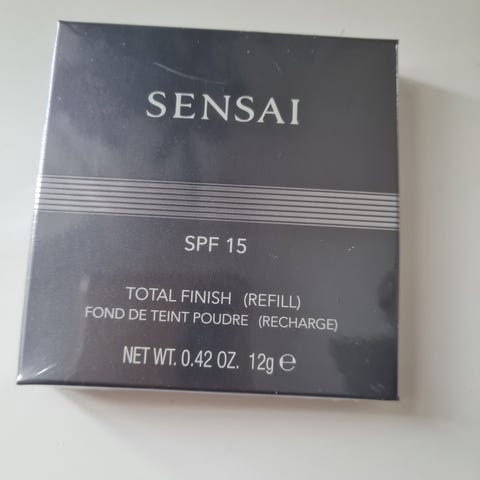 SENSAI
SPF 15
TOTAL FINISH (REFILL)
FOND DE TEINT POUDRE (RECHARGE)
NET WT. 0.42 OZ. 12g ℮